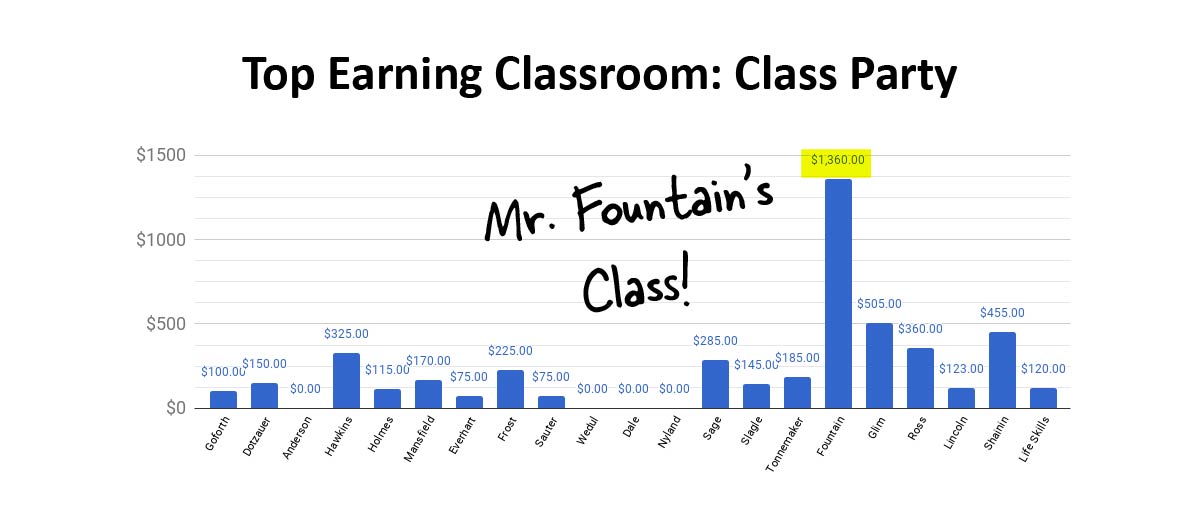 Top Earning Classroom: Class Party
$1500
$1000
$500
$0
Mr. Fountain's
Class!
$100.00
$150.00
$0.00
$325.00
$115.00
$170.00
$75.00
$225.00
$75.00
$0.00
$0.00
$0.00
$285.00
$145.00
$185.00
$1,360.00
$505.00
$360.00
$123.00
$455.00
$120.00
Goforth
Dotzauer
Anderson
Hawkins
Holmes
Mansfield
Everhart
Frost
Sauter
Wedul
Dale
Nyland
Sage
Slagle
Tonnemaker
Fountain
Glim
Ross
Lincoln
Shainin
Life Skills